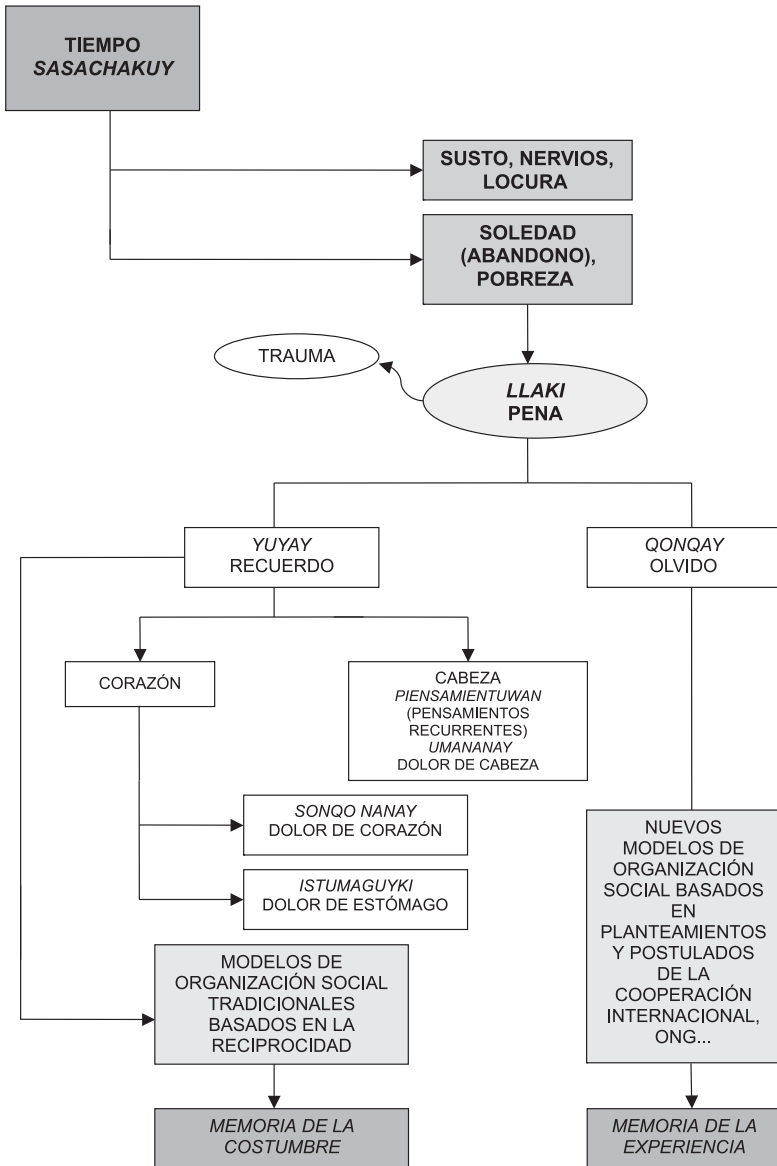 TIEMPO
SASACHAKUY
SUSTO, NERVIOS,
LOCURA
SOLEDAD
(ABANDONO),
POBREZA
TRAUMA
LLAKI
PENA
YUYAY
RECUERDO
QONQAY
OLVIDO
CORAZÓN
CABEZA
PIENSAMIENTUWAN
(PENSAMIENTOS
RECURRENTES)
UMANANAY
DOLOR DE CABEZA
SONQO NANAY
DOLOR DE CORAZÓN
ISTUMAGUYKI
DOLOR DE ESTÓMAGO
NUEVOS
MODELOS DE
ORGANIZACIÓN
SOCIAL BASADOS
EN
PLANTEAMIENTOS
Y POSTULADOS
DE LA
COOPERACIÓN
INTERNACIONAL,
ONG...
MODELOS DE
ORGANIZACIÓN SOCIAL
TRADICIONALES
BASADOS EN LA
RECIPROCIDAD
MEMORIA DE LA
COSTUMBRE
MEMORIA DE LA
EXPERIENCIA